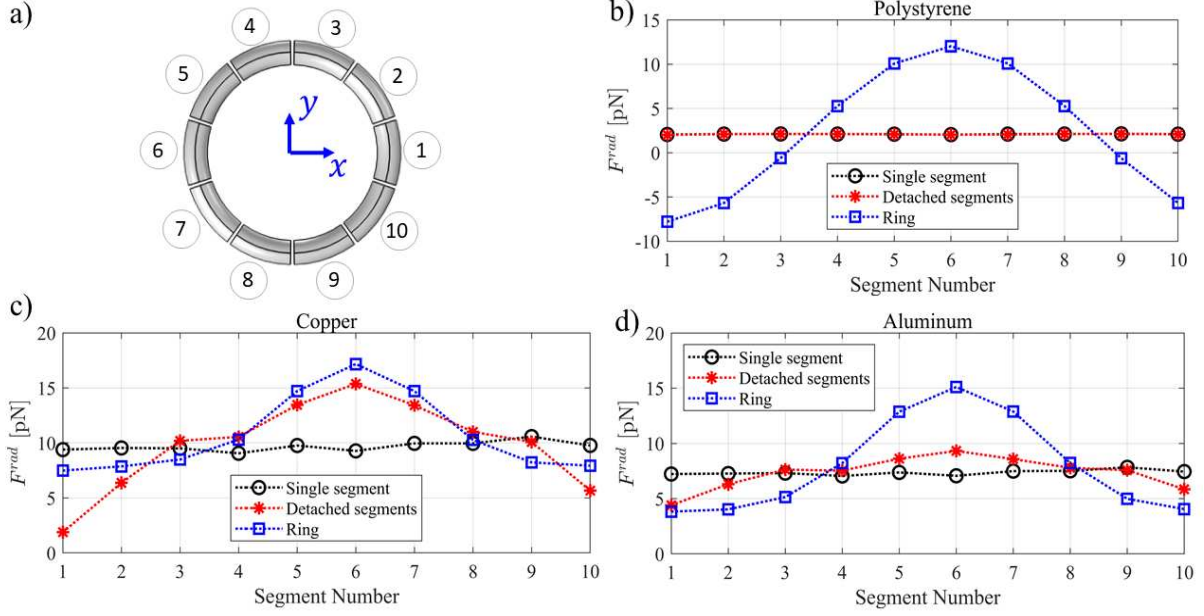 a)
4
3
5
2
6
y
x
1
7
10
8
9
b)
Polystyrene
F^rad [pN]
15
10
5
0
-5
-10
Single segment
Detached segments
Ring
1 2 3 4 5 6 7 8 9 10
Segment Number
c)
Copper
F^rad [pN]
20
15
10
5
0
Single segment
Detached segments
Ring
1 2 3 4 5 6 7 8 9 10
Segment Number
d)
Aluminum
F^rad [pN]
20
15
10
5
0
Single segment
Detached segments
Ring
1 2 3 4 5 6 7 8 9 10
Segment Number